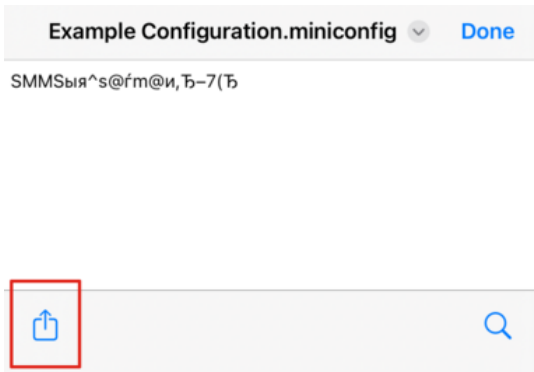 Example Configuration.miniconfig Done
SMMSыя^s@ѓm@и,Ђ–7(Ђ